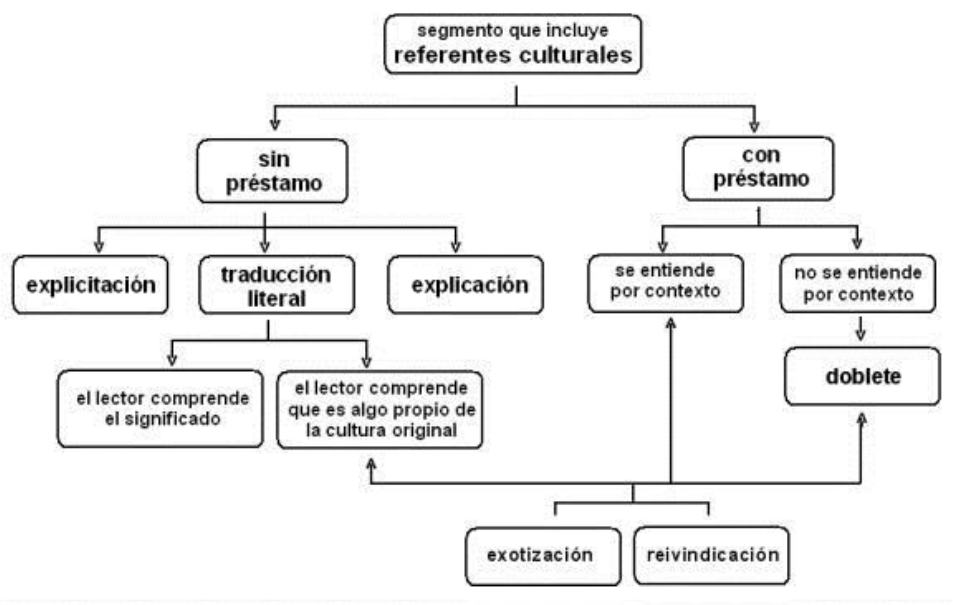 segmento que incluye
referentes culturales
sin
préstamo
con
préstamo
explicitación
traducción
literal
explicación
se entiende
por contexto
no se entiende
por contexto
el lector comprende
el significado
el lector comprende
que es algo propio de
la cultura original
doblete
exotización
reivindicación